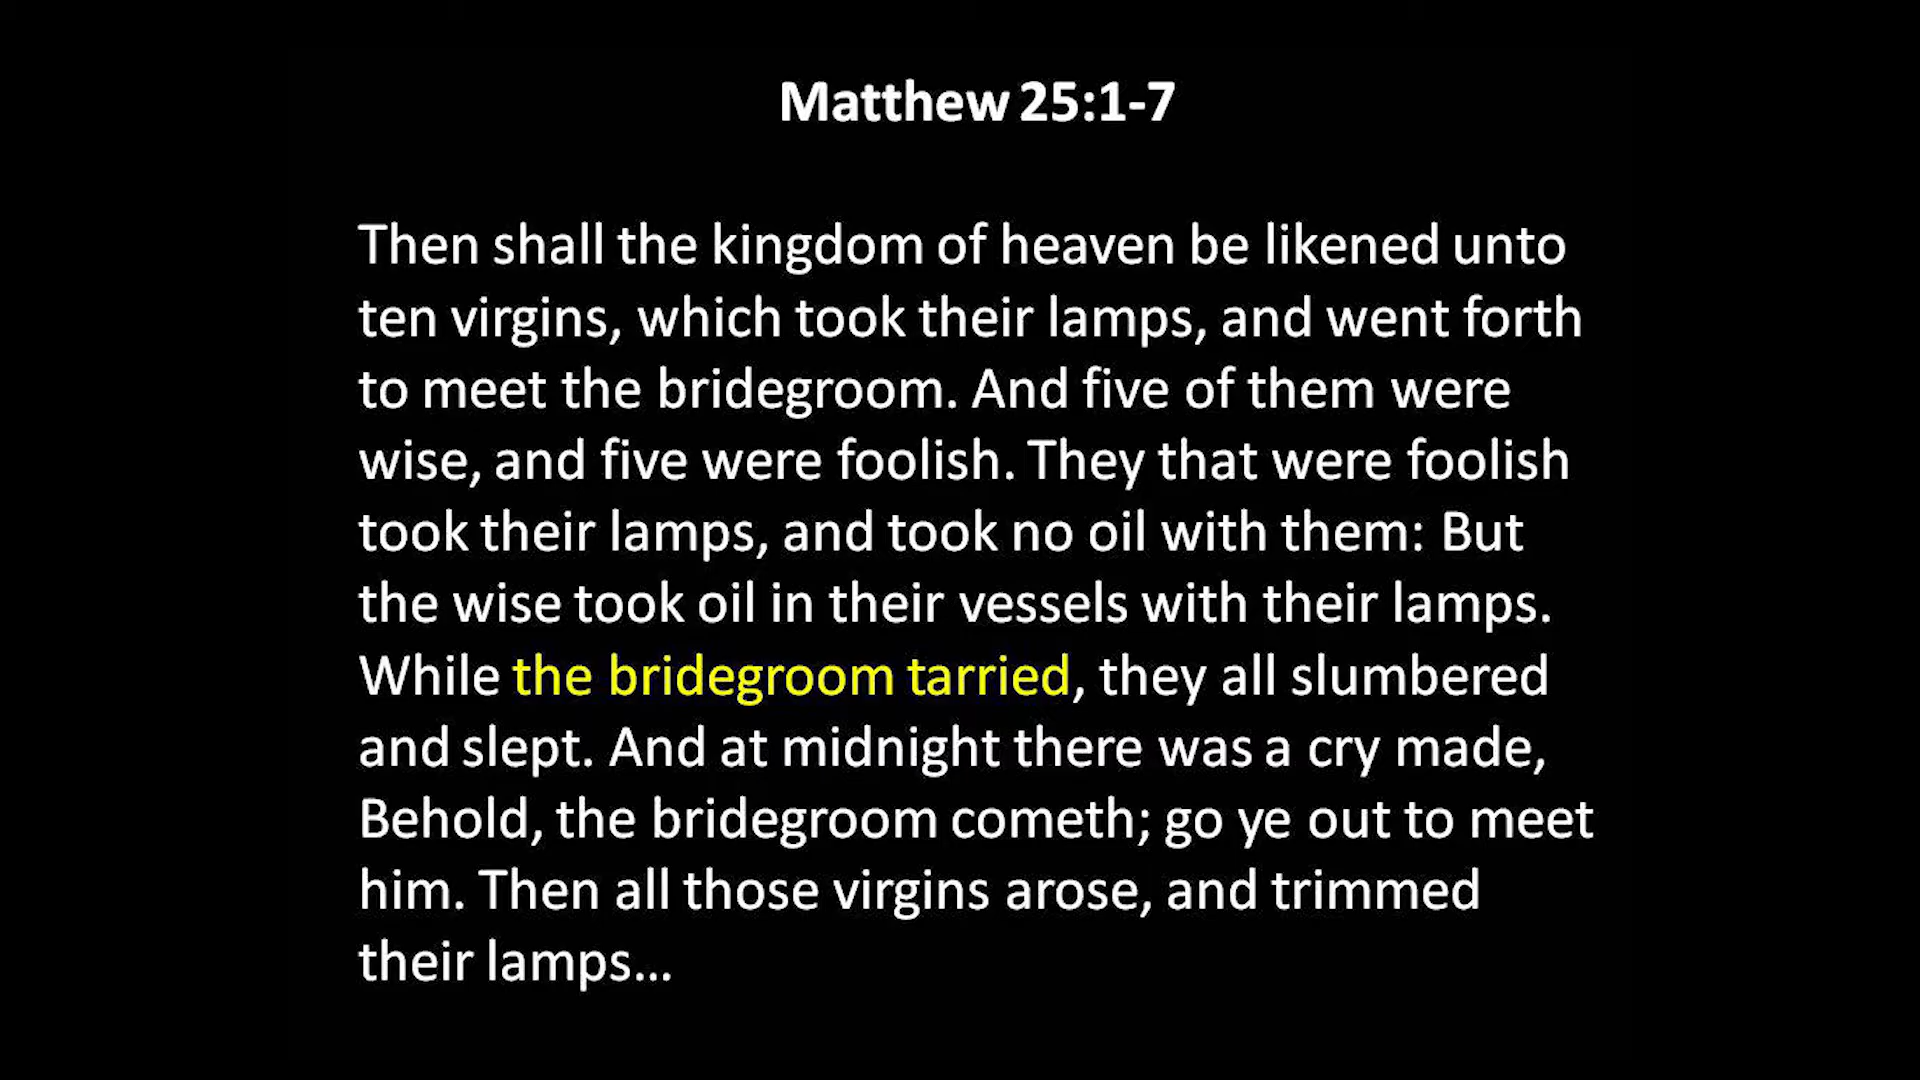 Matthew 25:1-7
Then shall the kingdom of heaven be likened unto
ten virgins, which took their lamps, and went forth
to meet the bridegroom. And five of them were
wise, and five were foolish. They that were foolish
took their lamps, and took no oil with them: But
the wise took oil in their vessels with their lamps.
While the bridegroom tarried, they all slumbered
and slept. And at midnight there was a cry made,
Behold, the bridegroom cometh; go ye out to meet
him. Then all those virgins arose, and trimmed
their lamps...